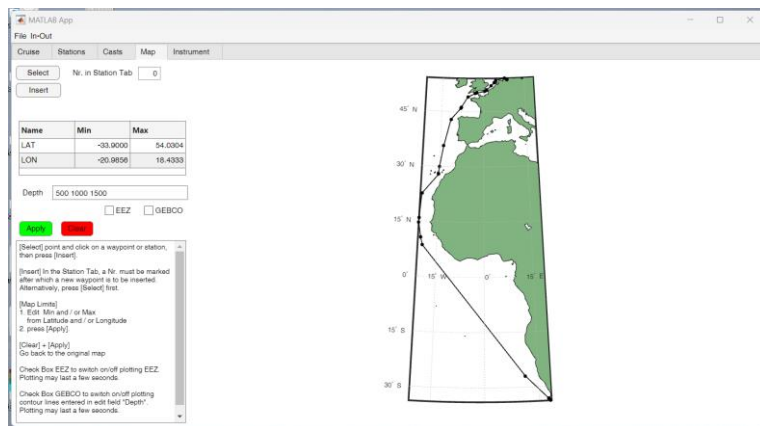 MATLAB App
File In-Out
Cruise Stations Casts Map Instrument
Select Nr. in Station Tab 0
Insert
Name Min Max
LAT -33.9000 54.0304
LON -20.9856 18.4333
Depth 500 1000 1500
EEZ GEBCO
Apply Clear
[Select] point and click on a waypoint or station,
then press [Insert].
[Insert] In the Station Tab, a Nr. must be marked
after which a new waypoint is to be inserted.
Alternatively, press [Select] first.
[Map Limits]
1. Edit Min and / or Max
from Latitude and / or Longitude
2. press [Apply]
[Clear] + [Apply]
Go back to the original map
Check Box EEZ to switch on/off plotting EEZ.
Plotting may last a few seconds.
Check Box GEBCO to switch on/off plotting
contour lines entered in edit field "Depth".
Plotting may last a few seconds.
45° N
30° N
15° N
0°
15° W 0° 15° E
15° S
30° S